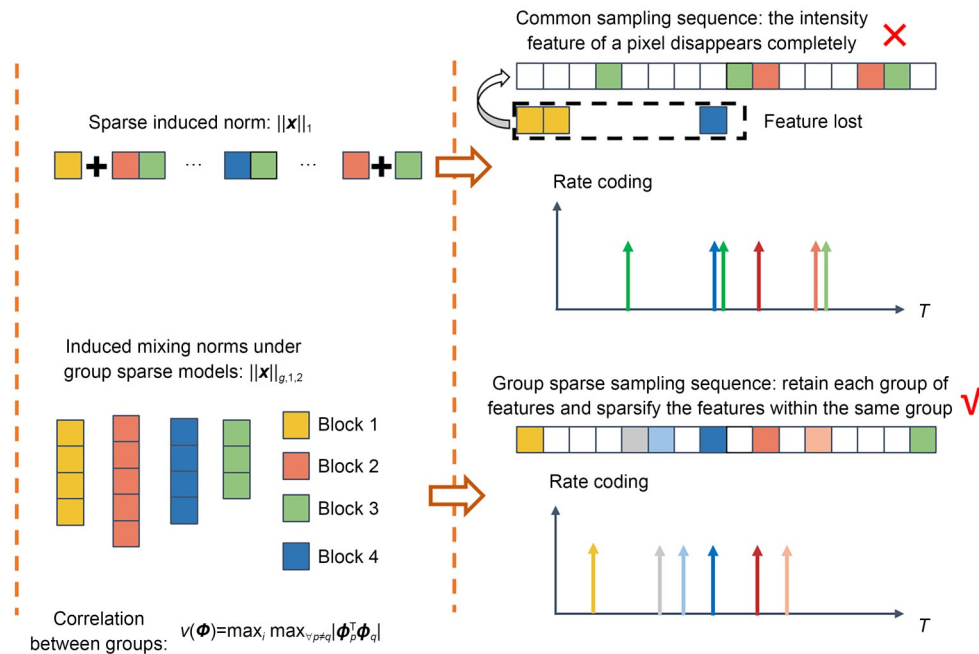 Common sampling sequence: the intensity
feature of a pixel disappears completely
Sparse induced norm: ||x||₁
Feature lost
+ ... ... +
Rate coding
T
Induced mixing norms under
group sparse models: ||x||g,1,2
Group sparse sampling sequence: retain each group of
features and sparsify the features within the same group
Block 1
Block 2
Block 3
Block 4
Rate coding
T
Correlation
between groups: v(Φ)=maxᵢ max∀p≠q|ϕₚᵀϕq|